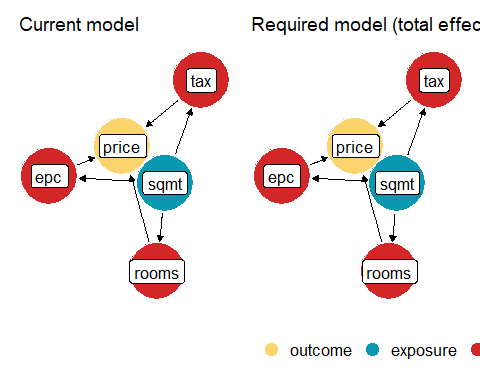 Current model
Required model (total effec
tax
price
epc
sqmt
rooms
tax
price
epc
sqmt
rooms
outcome
exposure